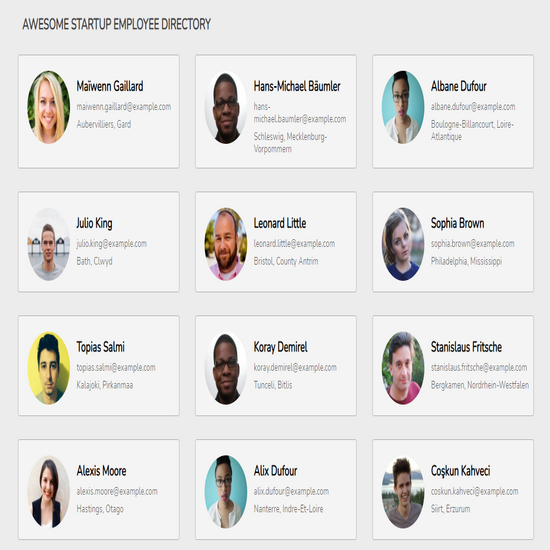 AWESOME STARTUP EMPLOYEE DIRECTORY
Maïwenn Gaillard
maiwenn.gaillard@example.com
Aubervilliers, Gard
Hans-Michael Bäumler
hans-
michael.baumler@example.com
Schleswig, Mecklenburg-
Vorpommern
Albane Dufour
albane.dufour@example.com
Boulogne-Billancourt, Loire-
Atlantique
Julio King
julio.king@example.com
Bath, Clwyd
Leonard Little
leonard.little@example.com
Bristol, County Antrim
Sophia Brown
sophia.brown@example.com
Philadelphia, Mississippi
Topias Salmi
topias.salmi@example.com
Kalajoki, Pirkanmaa
Koray Demirel
koray.demirel@example.com
Tunceli, Bitlis
Stanislaus Fritsche
stanislaus.fritsche@example.com
Bergkamen, Nordrhein-Westfalen
Alexis Moore
alexis.moore@example.com
Hastings, Otago
Alix Dufour
alix.dufour@example.com
Nanterre, Indre-Et-Loire
Coşkun Kahveci
coskun.kahveci@example.com
Siirt, Erzurum